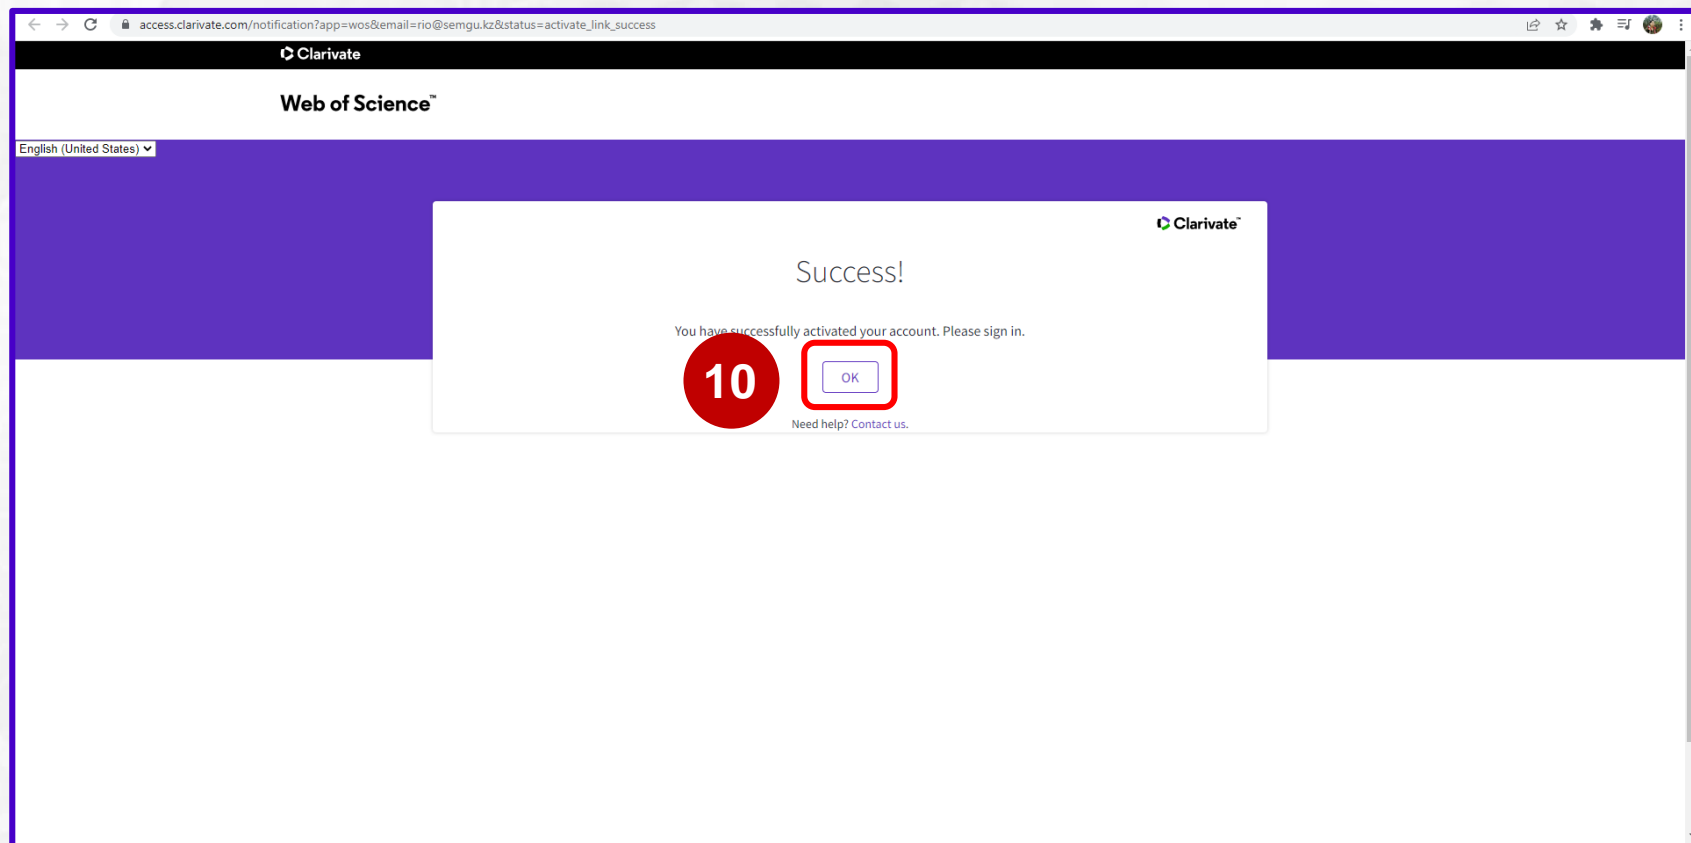 access.clarivate.com/notification?app=wos&email=rio@semgu.kz&status=activate_link_success
Clarivate
Web of Science™
English (United States)
Clarivate™
Success!
You have successfully activated your account. Please sign in.
10
OK
Need help? Contact us.